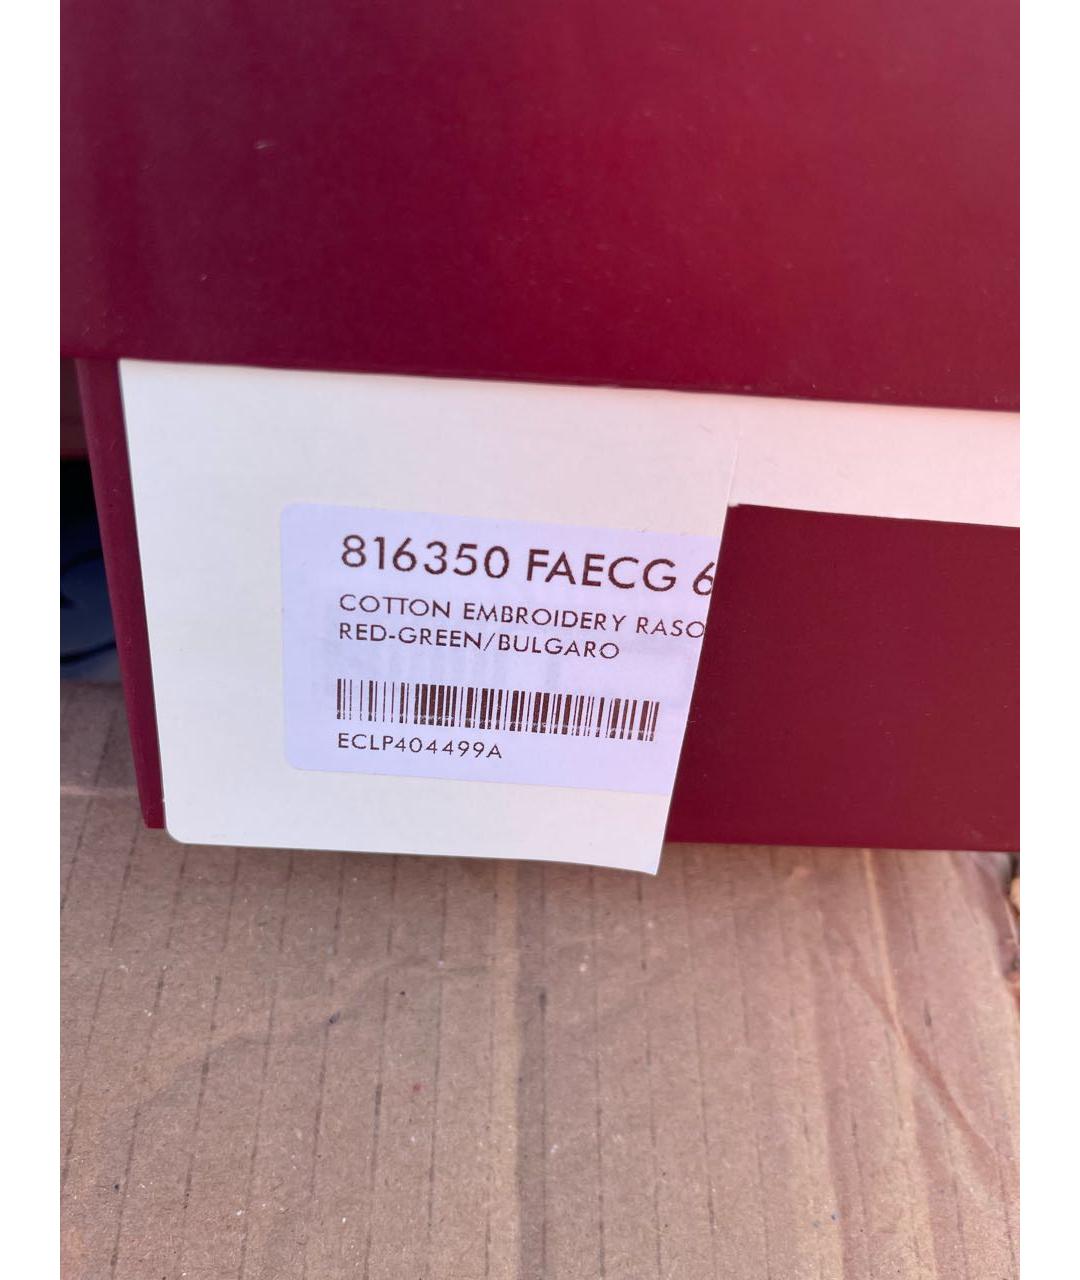 816350 FAECG 6
COTTON EMBROIDERY RASO
RED-GREEN/BULGARO
ECLP404499A